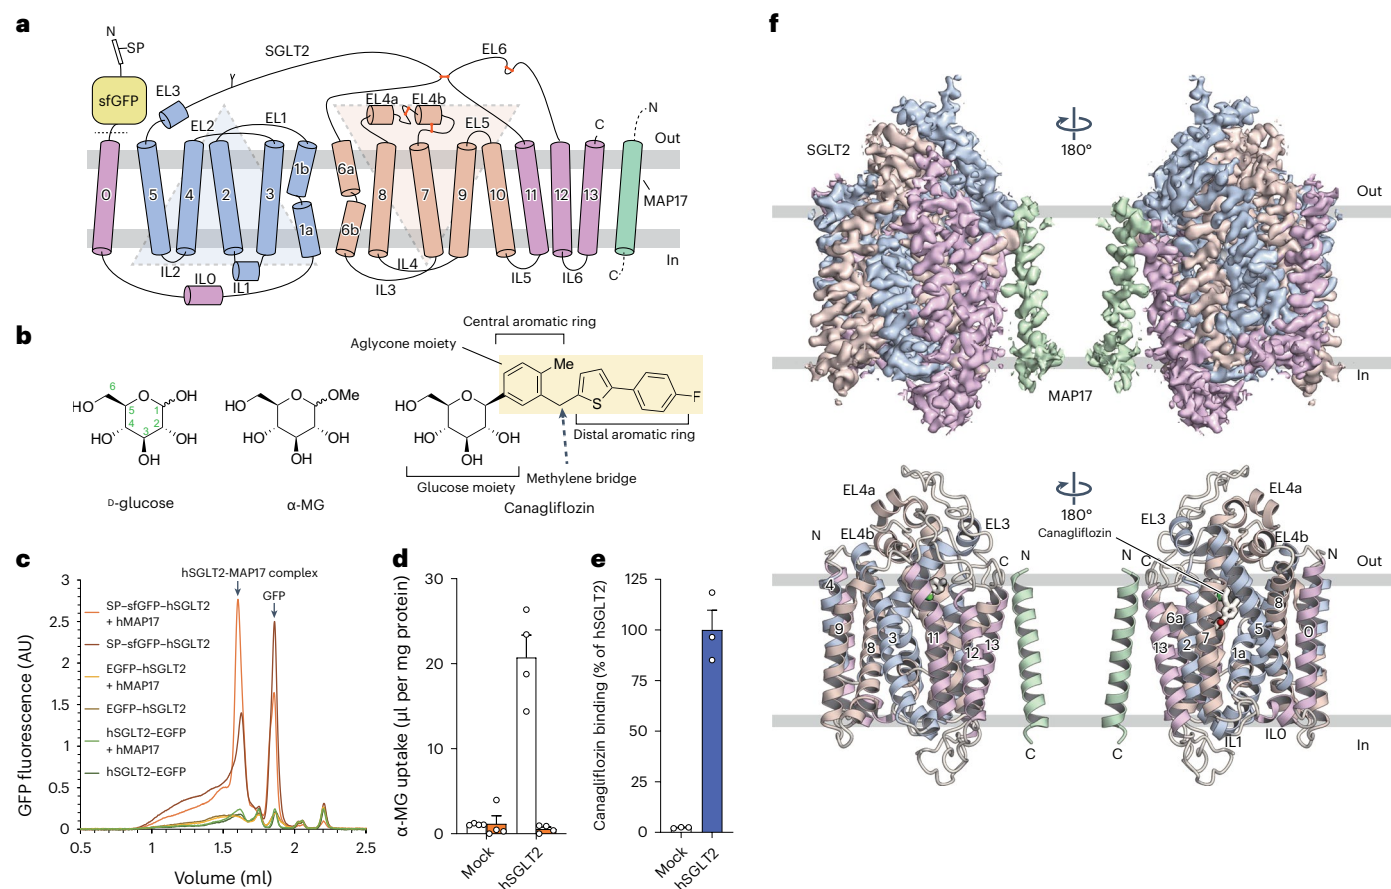 a
N
SP
sfGFP
EL3
SGLT2
EL6
EL4a
EL4b
EL2
EL1
EL5
C
N
Out
0
5
4
2
3
1b
1a
6a
6b
8
7
9
10
11
12
13
MAP17
IL2
IL0
IL1
IL3
IL4
IL5
IL6
C
In
b
Central aromatic ring
Aglycone moiety
Me
6
HO
O
OH
5
1
4
2
3
HO
OH
OH
HO
O
OMe
HO
OH
OH
HO
O
HO
OH
OH
S
F
Distal aromatic ring
Glucose moiety
Methylene bridge
D-glucose
α-MG
Canagliflozin
c
hSGLT2-MAP17 complex
GFP
GFP fluorescence (AU)
3
2.5
2
1.5
1
0.5
0
SP–sfGFP–hSGLT2
+ hMAP17
SP–sfGFP–hSGLT2
EGFP–hSGLT2
+ hMAP17
EGFP–hSGLT2
hSGLT2–EGFP
+ hMAP17
hSGLT2–EGFP
0.5
1
1.5
2
2.5
Volume (ml)
d
α-MG uptake (µl per mg protein)
30
20
10
0
Mock
hSGLT2
e
Canagliflozin binding (% of hSGLT2)
125
100
75
50
25
0
Mock
hSGLT2
f
SGLT2
180°
Out
In
MAP17
180°
Canagliflozin
EL4a
EL4b
EL3
N
C
N
4
9
8
3
11
12
13
C
EL3
EL4a
EL4b
N
C
N
Out
6a
13
2
7
1a
5
8
0
IL1
IL0
C
In